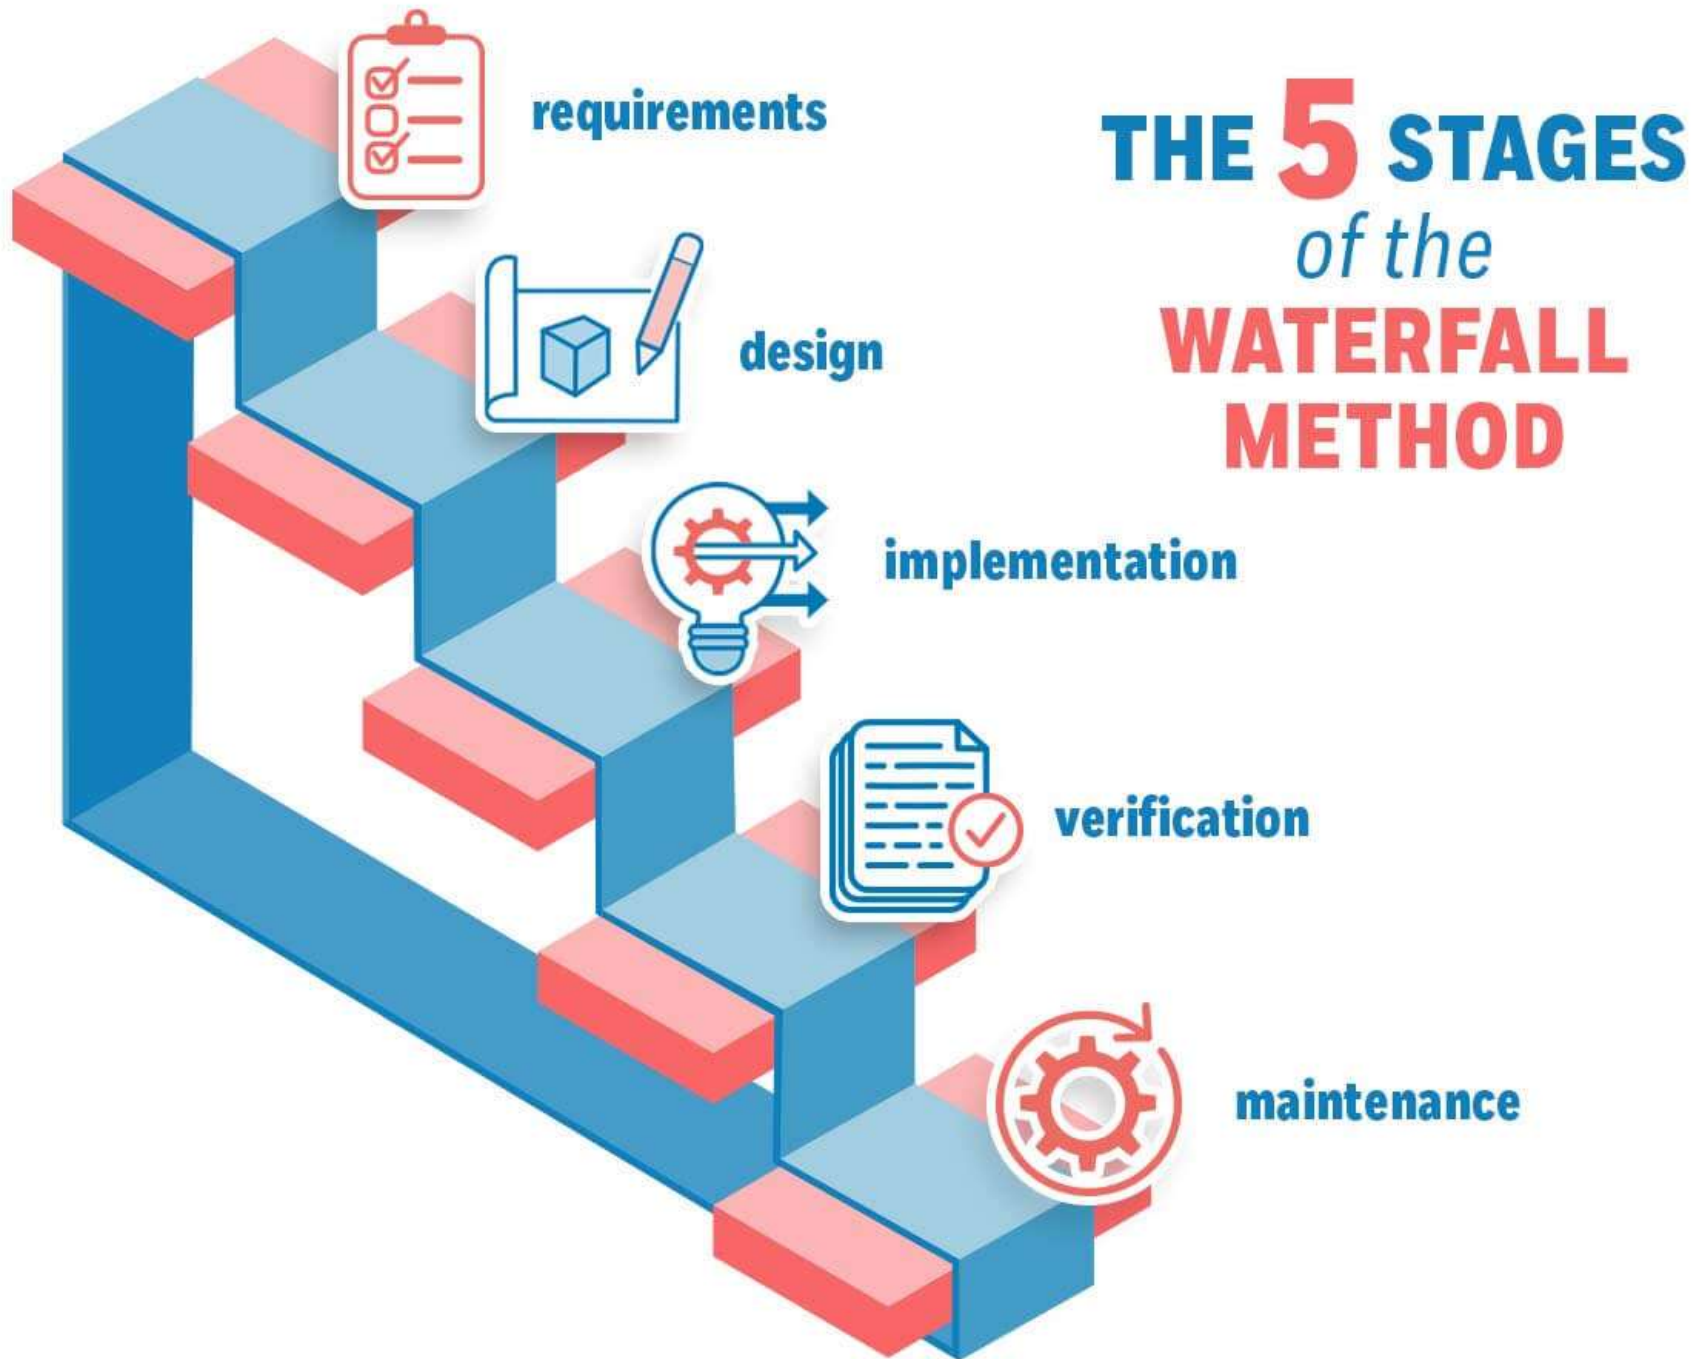 THE 5 STAGES
of the
WATERFALL
METHOD
requirements
design
implementation
verification
maintenance